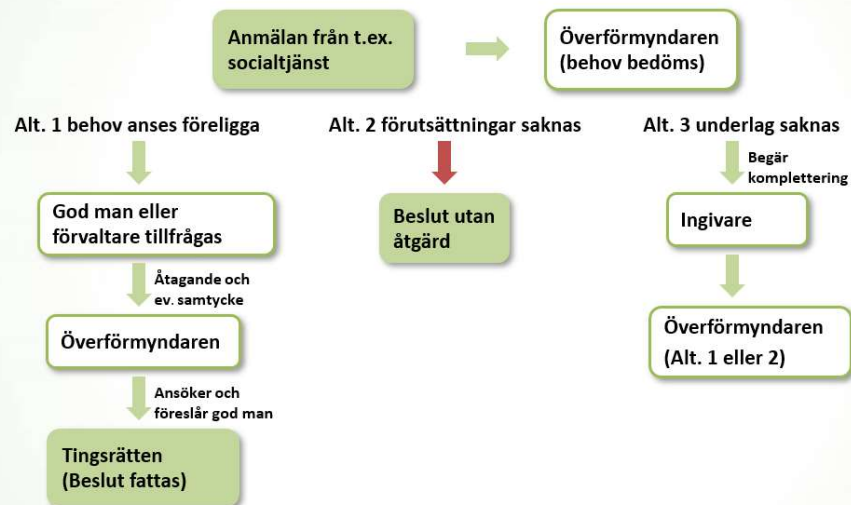 Anmälan från t.ex.
socialtjänst
Överförmyndaren
(behov bedöms)
Alt. 1 behov anses föreligga
Alt. 2 förutsättningar saknas
Alt. 3 underlag saknas
Begär
komplettering
God man eller
förvaltare tillfrågas
Beslut utan
åtgärd
Ingivare
Åtagande och
ev. samtycke
Överförmyndaren
Överförmyndaren
(Alt. 1 eller 2)
Ansöker och
föreslår god man
Tingsrätten
(Beslut fattas)